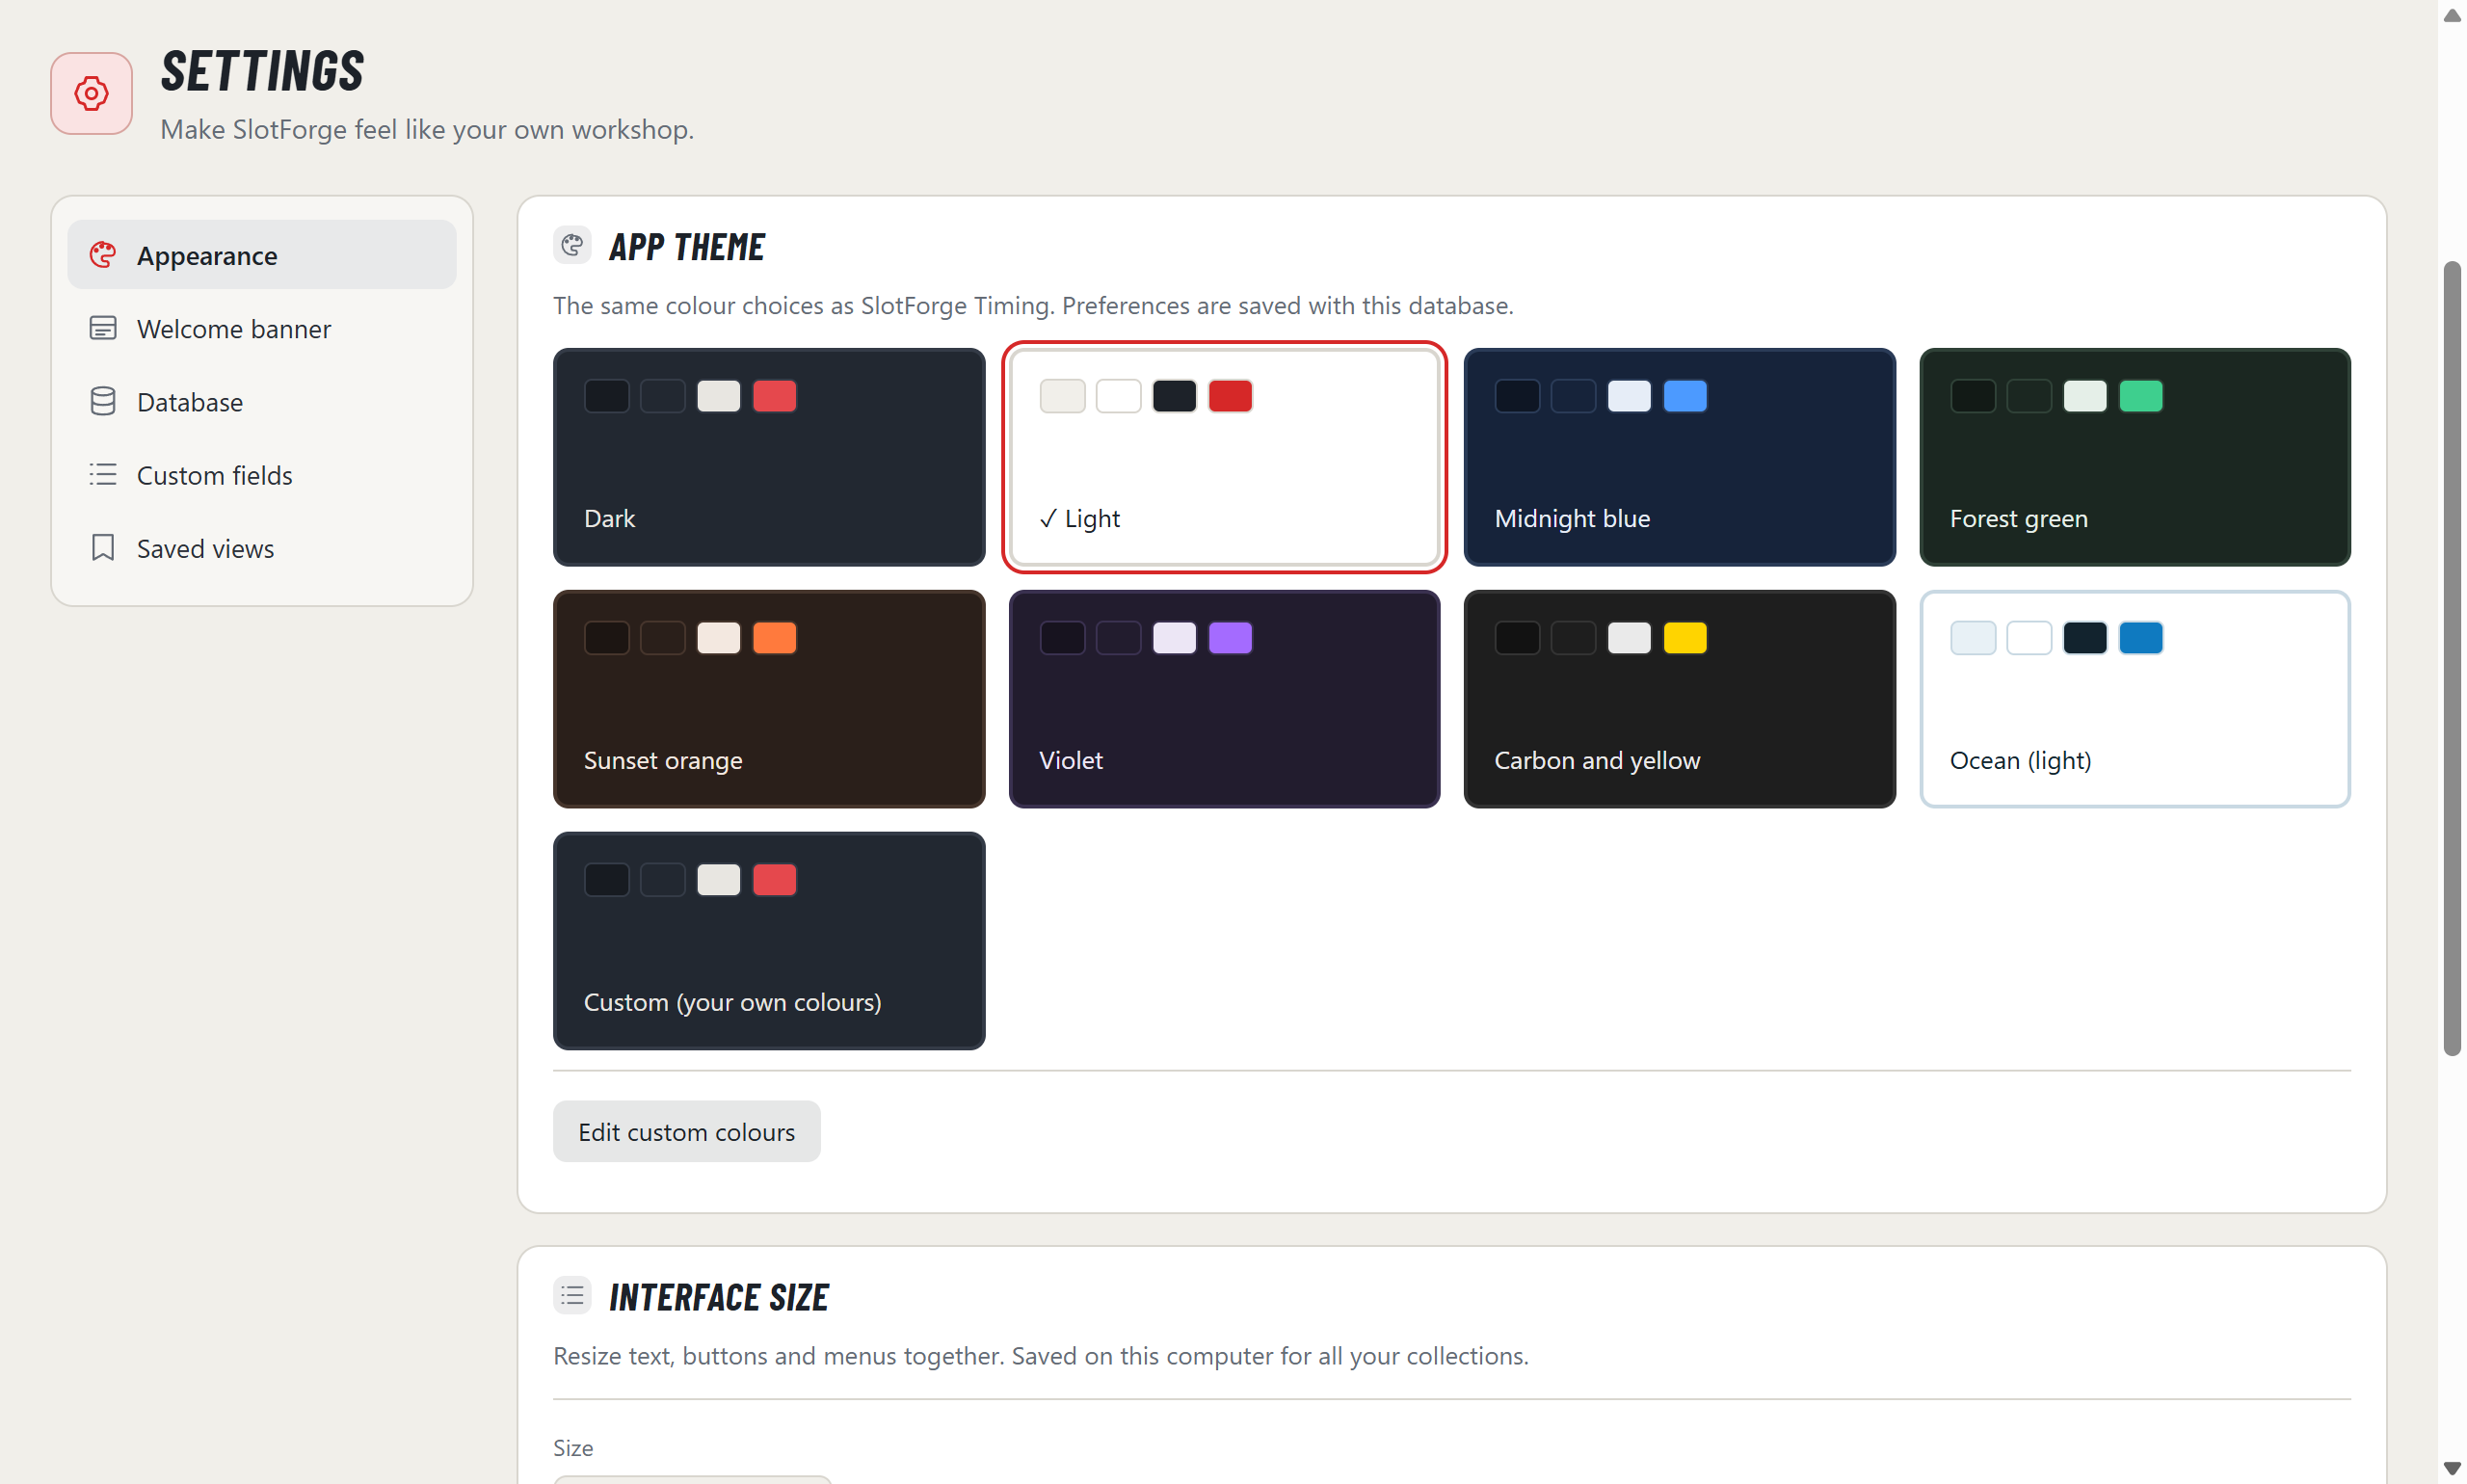 SETTINGS
Make SlotForge feel like your own workshop.
Appearance
Welcome banner
Database
Custom fields
Saved views
APP THEME
The same colour choices as SlotForge Timing. Preferences are saved with this database.
Dark
✓ Light
Midnight blue
Forest green
Sunset orange
Violet
Carbon and yellow
Ocean (light)
Custom (your own colours)
Edit custom colours
INTERFACE SIZE
Resize text, buttons and menus together. Saved on this computer for all your collections.
Size